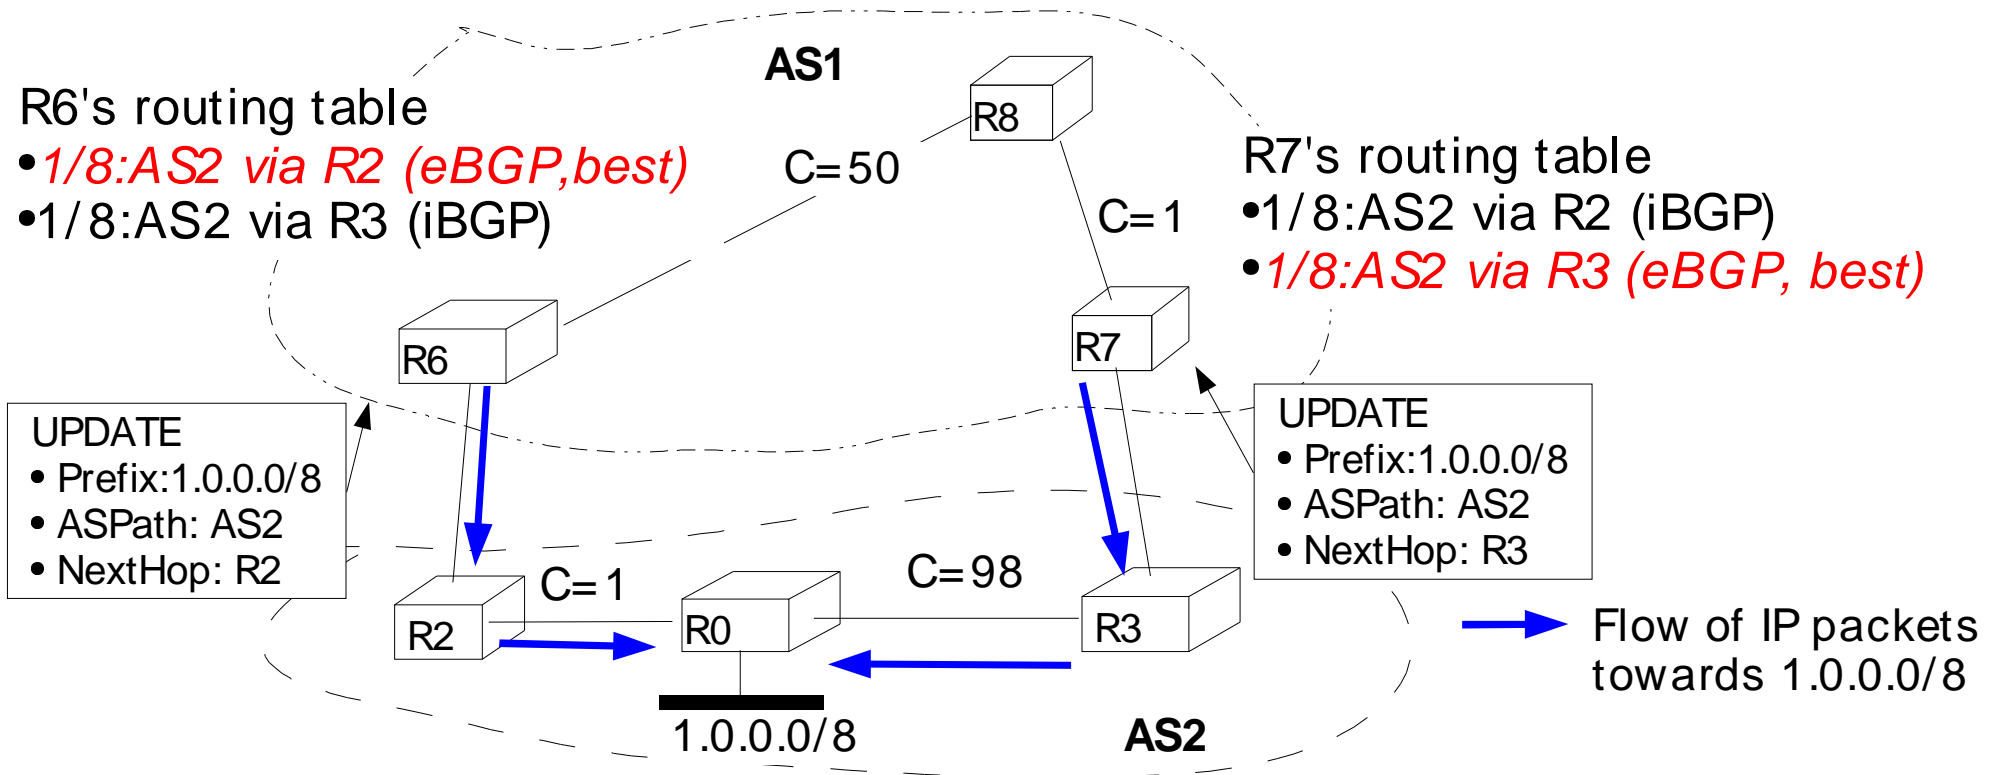 AS1
R6's routing table
•1/8:AS2 via R2 (eBGP,best)
•1/8:AS2 via R3 (iBGP)
R8
C=50
C=1
R7's routing table
•1/8:AS2 via R2 (iBGP)
•1/8:AS2 via R3 (eBGP, best)
R6
R7
UPDATE
• Prefix:1.0.0.0/8
• ASPath: AS2
• NextHop: R2
UPDATE
• Prefix:1.0.0.0/8
• ASPath: AS2
• NextHop: R3
R2
C=1
R0
C=98
R3
Flow of IP packets
towards 1.0.0.0/8
1.0.0.0/8
AS2